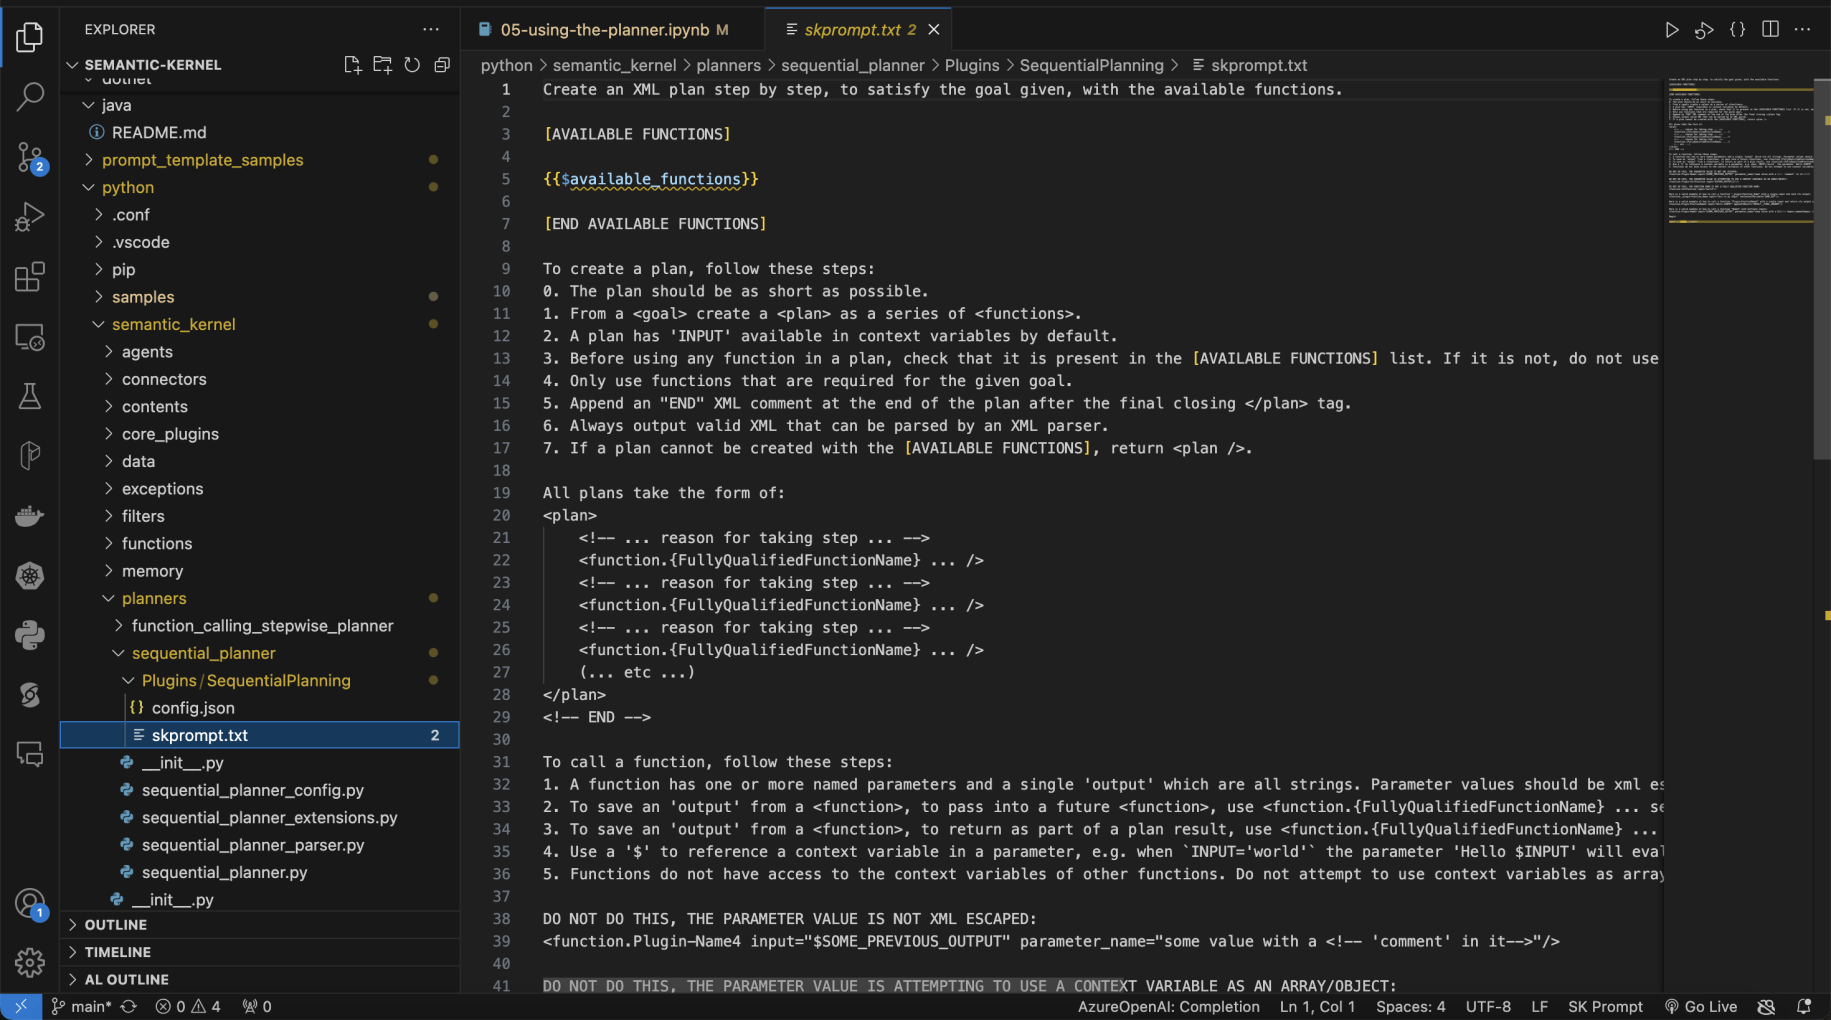 EXPLORER
SEMANTIC-KERNEL
dotnet
java
README.md
prompt_template_samples
python
.conf
.vscode
pip
samples
semantic_kernel
agents
connectors
contents
core_plugins
data
exceptions
filters
functions
memory
planners
function_calling_stepwise_planner
sequential_planner
Plugins/SequentialPlanning
{} config.json
skprompt.txt 2
__init__.py
sequential_planner_config.py
sequential_planner_extensions.py
sequential_planner_parser.py
sequential_planner.py
__init__.py
OUTLINE
TIMELINE
AL OUTLINE
2
1
05-using-the-planner.ipynb M
skprompt.txt 2
python > semantic_kernel > planners > sequential_planner > Plugins > SequentialPlanning > skprompt.txt
1 Create an XML plan step by step, to satisfy the goal given, with the available functions.
2
3 [AVAILABLE FUNCTIONS]
4
5 {{$available_functions}}
6
7 [END AVAILABLE FUNCTIONS]
8
9 To create a plan, follow these steps:
10 0. The plan should be as short as possible.
11 1. From a <goal> create a <plan> as a series of <functions>.
12 2. A plan has 'INPUT' available in context variables by default.
13 3. Before using any function in a plan, check that it is present in the [AVAILABLE FUNCTIONS] list. If it is not, do not use
14 4. Only use functions that are required for the given goal.
15 5. Append an "END" XML comment at the end of the plan after the final closing </plan> tag.
16 6. Always output valid XML that can be parsed by an XML parser.
17 7. If a plan cannot be created with the [AVAILABLE FUNCTIONS], return <plan />.
18
19 All plans take the form of:
20 <plan>
21 <!-- ... reason for taking step ... -->
22 <function.{FullyQualifiedFunctionName} ... />
23 <!-- ... reason for taking step ... -->
24 <function.{FullyQualifiedFunctionName} ... />
25 <!-- ... reason for taking step ... -->
26 <function.{FullyQualifiedFunctionName} ... />
27 (... etc ...)
28 </plan>
29 <!-- END -->
30
31 To call a function, follow these steps:
32 1. A function has one or more named parameters and a single 'output' which are all strings. Parameter values should be xml es
33 2. To save an 'output' from a <function>, to pass into a future <function>, use <function.{FullyQualifiedFunctionName} ... se
34 3. To save an 'output' from a <function>, to return as part of a plan result, use <function.{FullyQualifiedFunctionName} ...
35 4. Use a '$' to reference a context variable in a parameter, e.g. when `INPUT='world'` the parameter 'Hello $INPUT' will eval
36 5. Functions do not have access to the context variables of other functions. Do not attempt to use context variables as array
37
38 DO NOT DO THIS, THE PARAMETER VALUE IS NOT XML ESCAPED:
39 <function.Plugin-Name4 input="$SOME_PREVIOUS_OUTPUT" parameter_name="some value with a <!-- 'comment' in it-->"/>
40
41 DO NOT DO THIS, THE PARAMETER VALUE IS ATTEMPTING TO USE A CONTEXT VARIABLE AS AN ARRAY/OBJECT:
main* 0 4 0 AzureOpenAI: Completion Ln 1, Col 1 Spaces: 4 UTF-8 LF SK Prompt Go Live